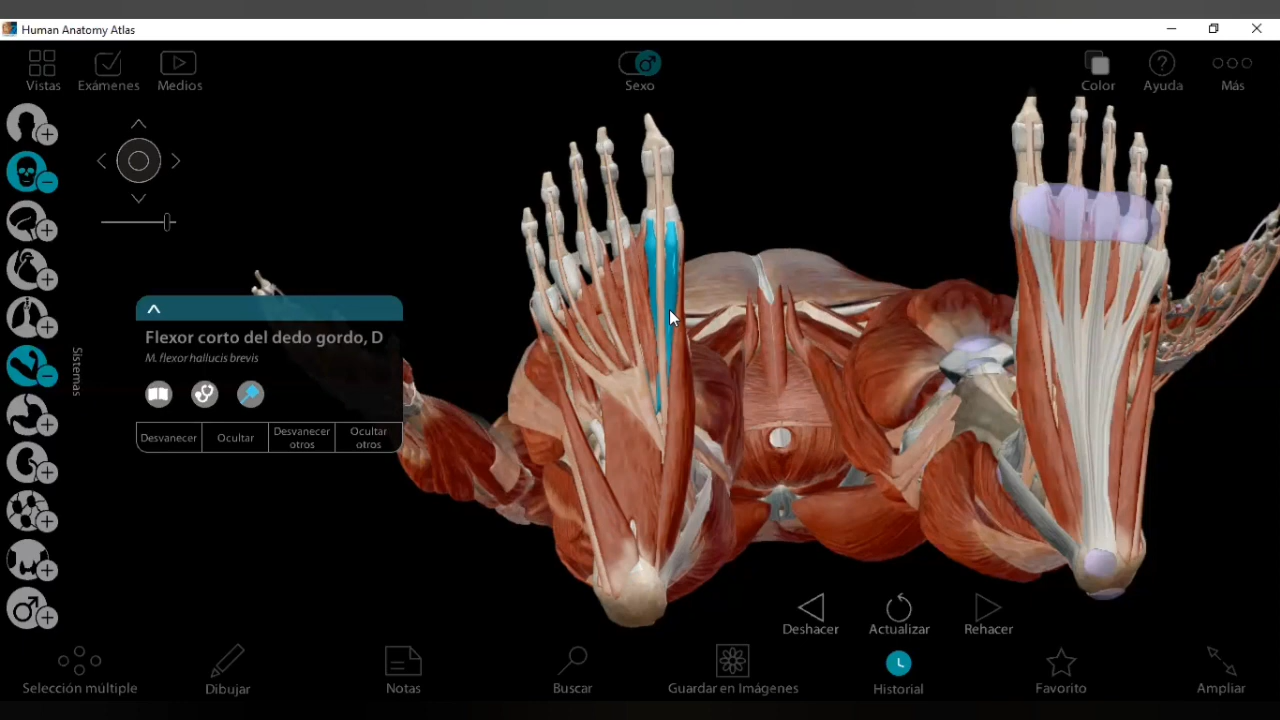 Human Anatomy Atlas
Vistas
Exámenes
Medios
Sexo
Color
Ayuda
Más
Sistemas
Flexor corto del dedo gordo, D
M. flexor hallucis brevis
Desvanecer
Ocultar
Desvanecer
otros
Ocultar
otros
Deshacer
Actualizar
Rehacer
Selección múltiple
Dibujar
Notas
Buscar
Guardar en Imágenes
Historial
Favorito
Ampliar